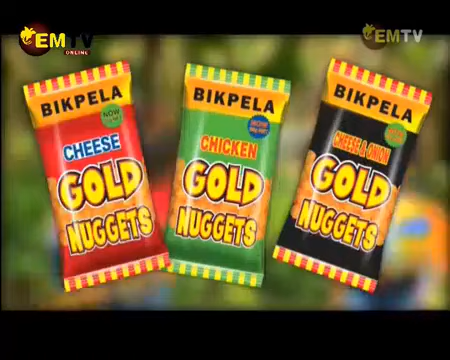 EMTV
ONLINE
EMTV
BIKPELA
NOW
CHEESE
GOLD
NUGGETS
BIKPELA
CHICKEN
GOLD
NUGGETS
BIKPELA
CHEESE & ONION
GOLD
NUGGETS